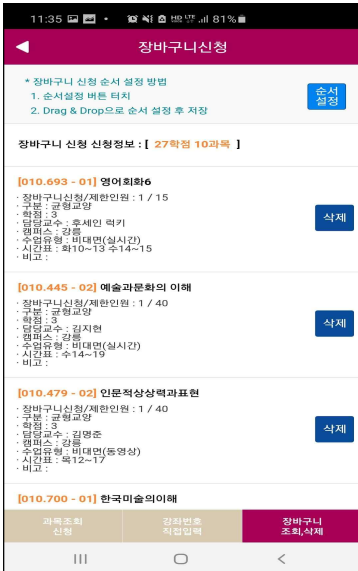 11:35 81%
장바구니신청
* 장바구니 신청 순서 설정 방법
1. 순서설정 버튼 터치
2. Drag & Drop으로 순서 설정 후 저장
순서
설정
장바구니 신청 신청정보 : [ 27학점 10과목 ]
[010.693 - 01] 영어회화6
· 장바구니신청/제한인원 : 1 / 15
· 구분 : 균형교양
· 학점 : 3
· 담당교수 : 후세인 럭키
· 캠퍼스 : 강릉
· 수업유형 : 비대면(실시간)
· 시간표 : 화10~13 수14~15
· 비고 :
삭제
[010.445 - 02] 예술과문화의 이해
· 장바구니신청/제한인원 : 1 / 40
· 구분 : 균형교양
· 학점 : 3
· 담당교수 : 김지현
· 캠퍼스 : 강릉
· 수업유형 : 비대면(실시간)
· 시간표 : 수14~19
· 비고 :
삭제
[010.479 - 02] 인문적상상력과표현
· 장바구니신청/제한인원 : 1 / 40
· 구분 : 균형교양
· 학점 : 3
· 담당교수 : 김명준
· 캠퍼스 : 강릉
· 수업유형 : 비대면(동영상)
· 시간표 : 목12~17
· 비고 :
삭제
[010.700 - 01] 한국미술의이해
과목조회
신청
강좌번호
직접입력
장바구니
조회,삭제